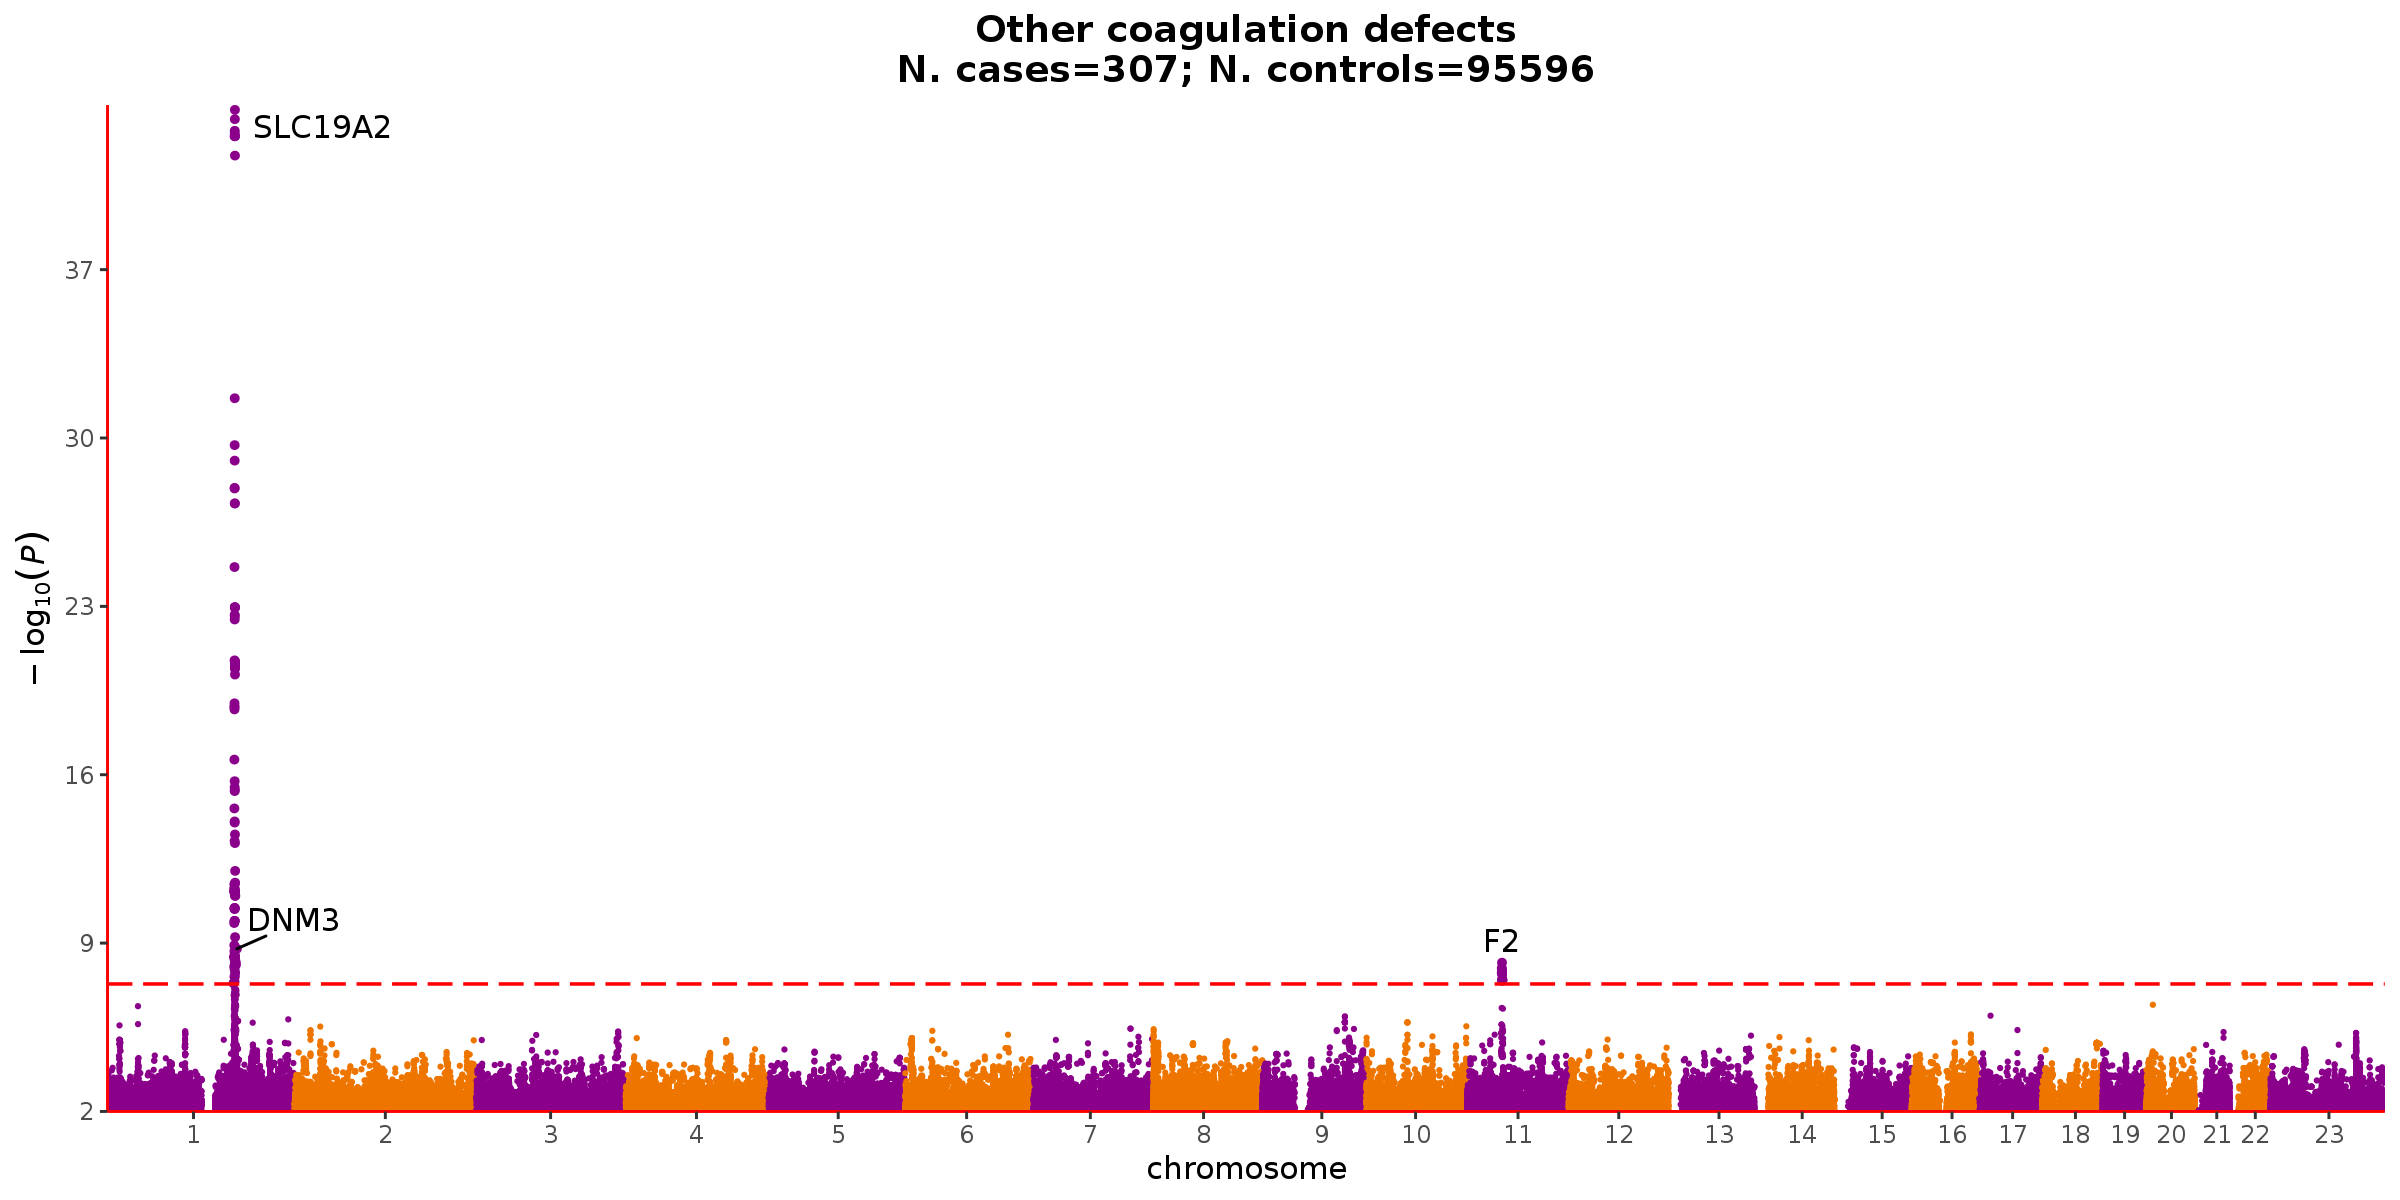 Other coagulation defects
N. cases=307; N. controls=95596
SLC19A2
DNM3
F2
−log10(P)
37
30
23
16
9
2
1 2 3 4 5 6 7 8 9 10 11 12 13 14 15 16 17 18 19 20 21 22 23
chromosome